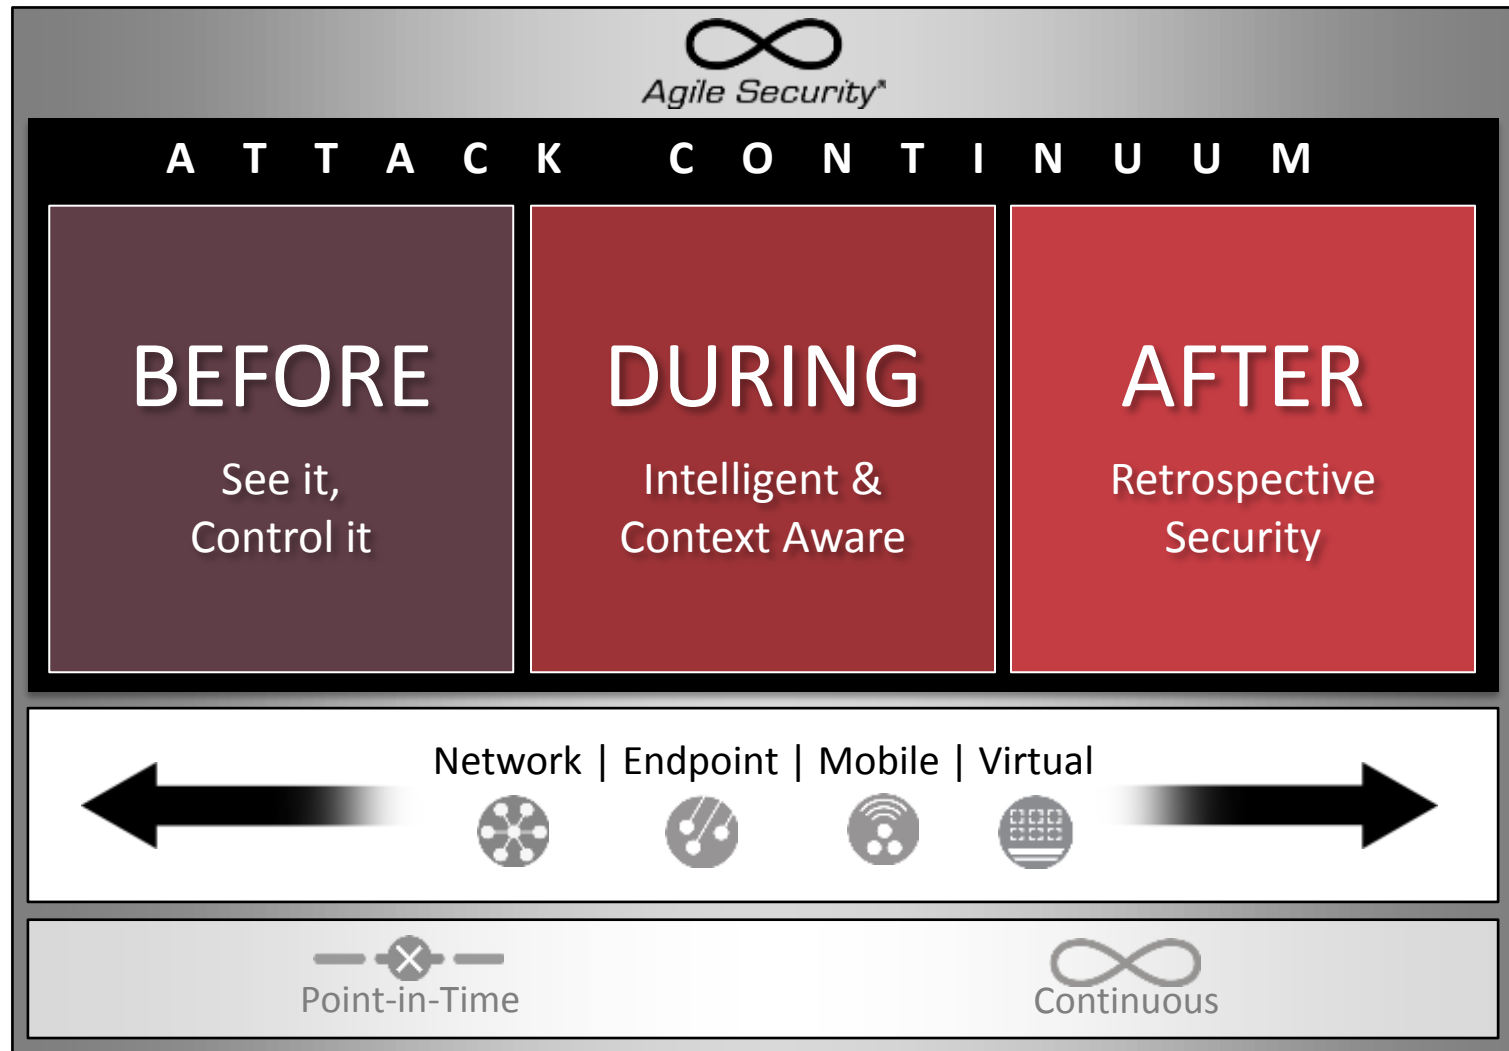 Agile Security®
ATTACK CONTINUUM
BEFORE
See it,
Control it
DURING
Intelligent &
Context Aware
AFTER
Retrospective
Security
Network | Endpoint | Mobile | Virtual
Point-in-Time
Continuous